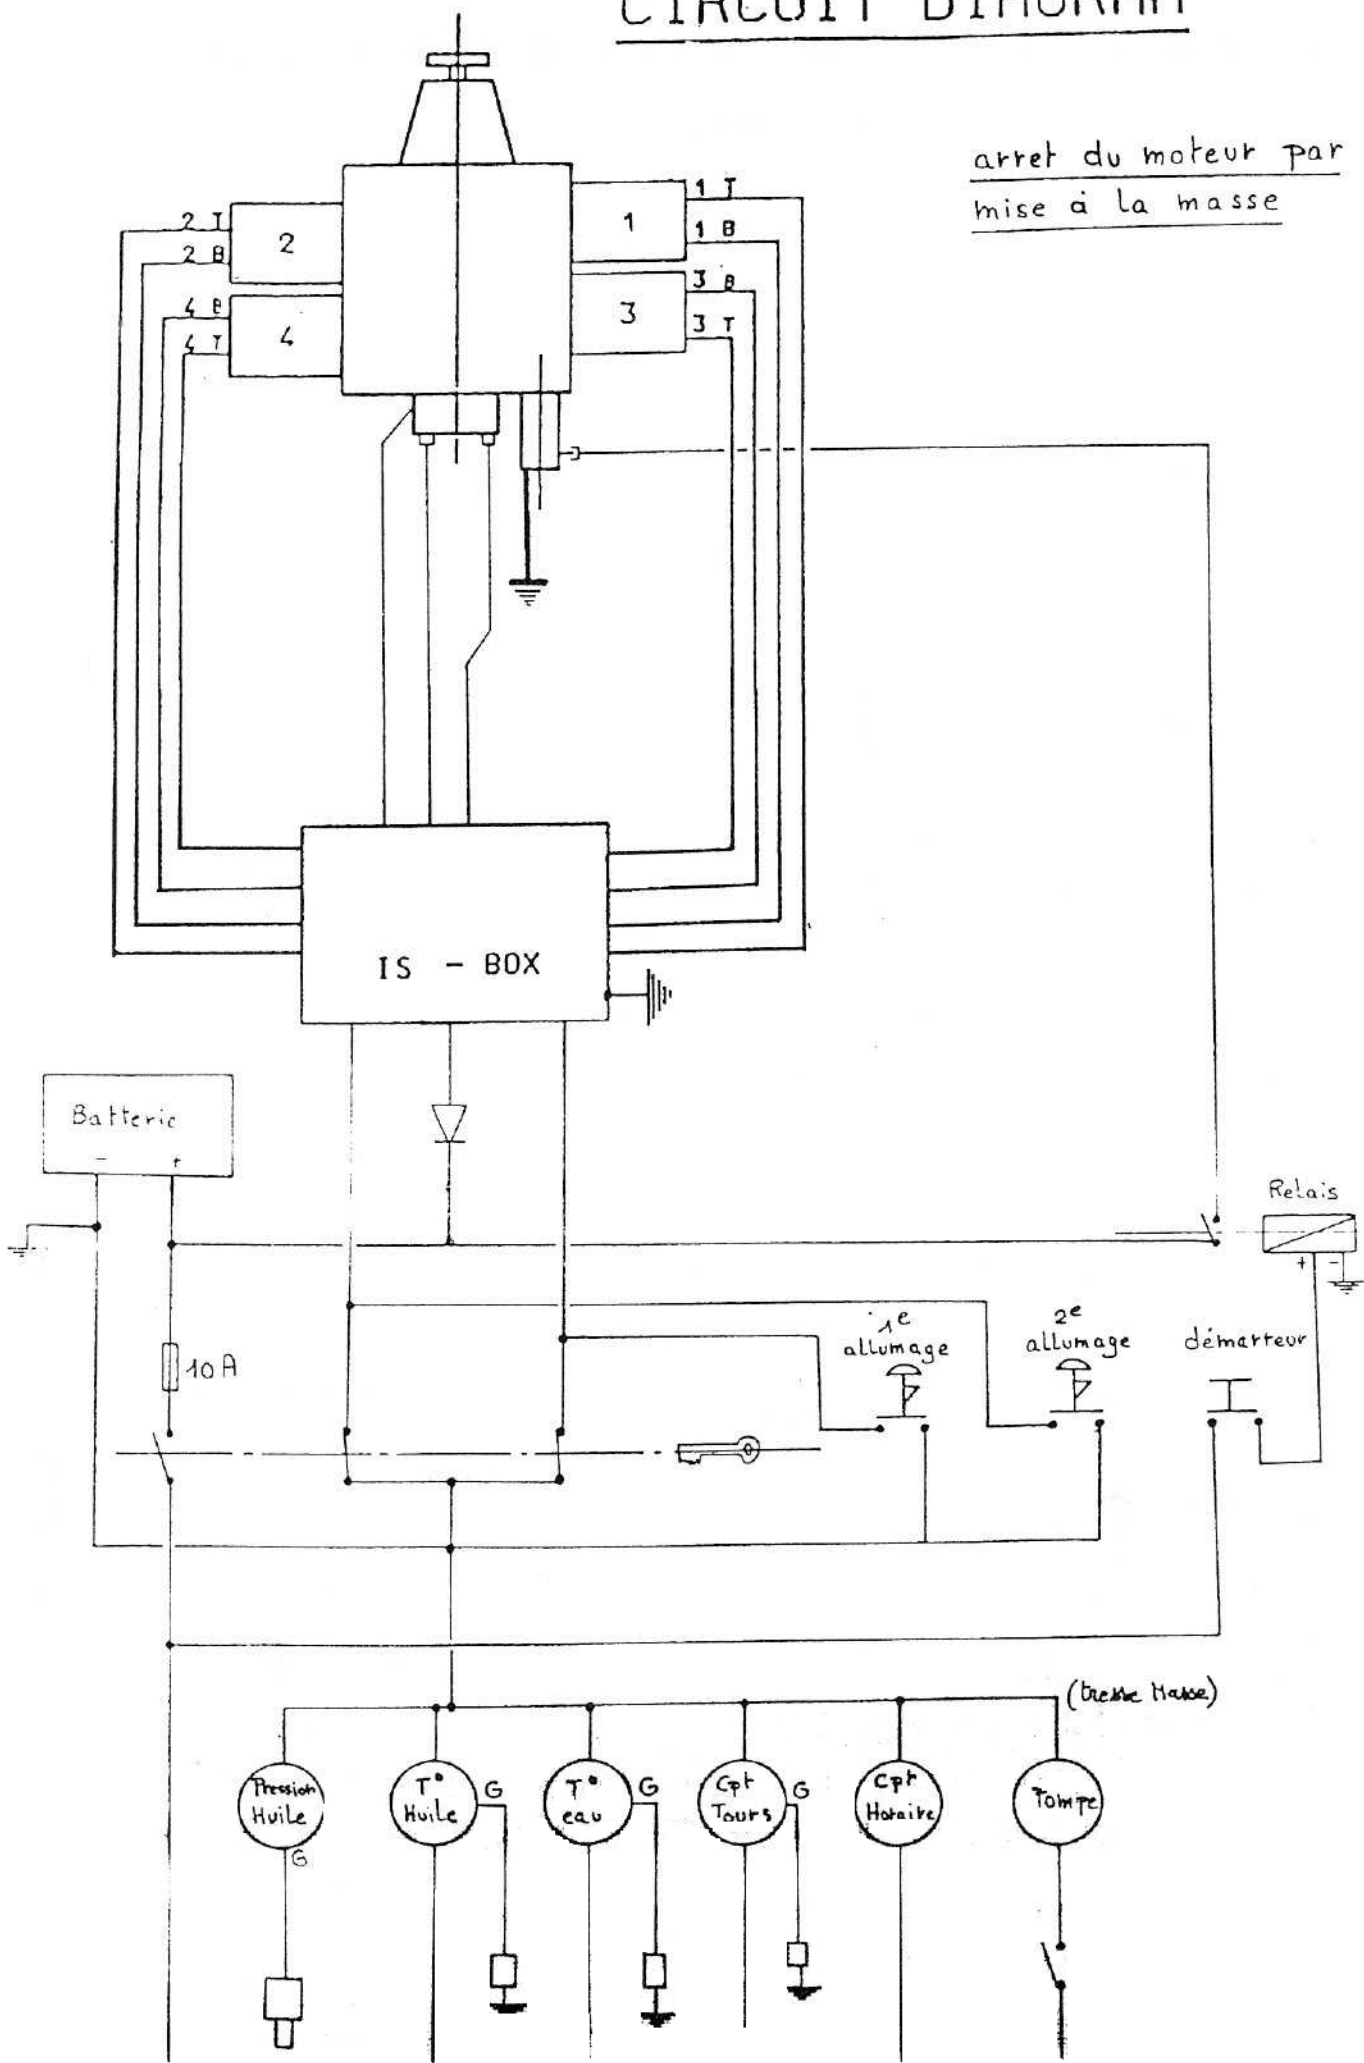 CIRCUIT DIAGRAM
arret du moteur par
mise à la masse
2 T
2 B
4 B
4 T
2
4
1
3
1 T
1 B
3 B
3 T
IS - BOX
Batterie
- +
Relais
+ -
10 A
1e
allumage
2e
allumage
démarreur
(tresse Masse)
Pression
Huile
G
T°
Huile
G
T°
eau
G
Cpt
Tours
G
Cpt
Horaire
Pompe